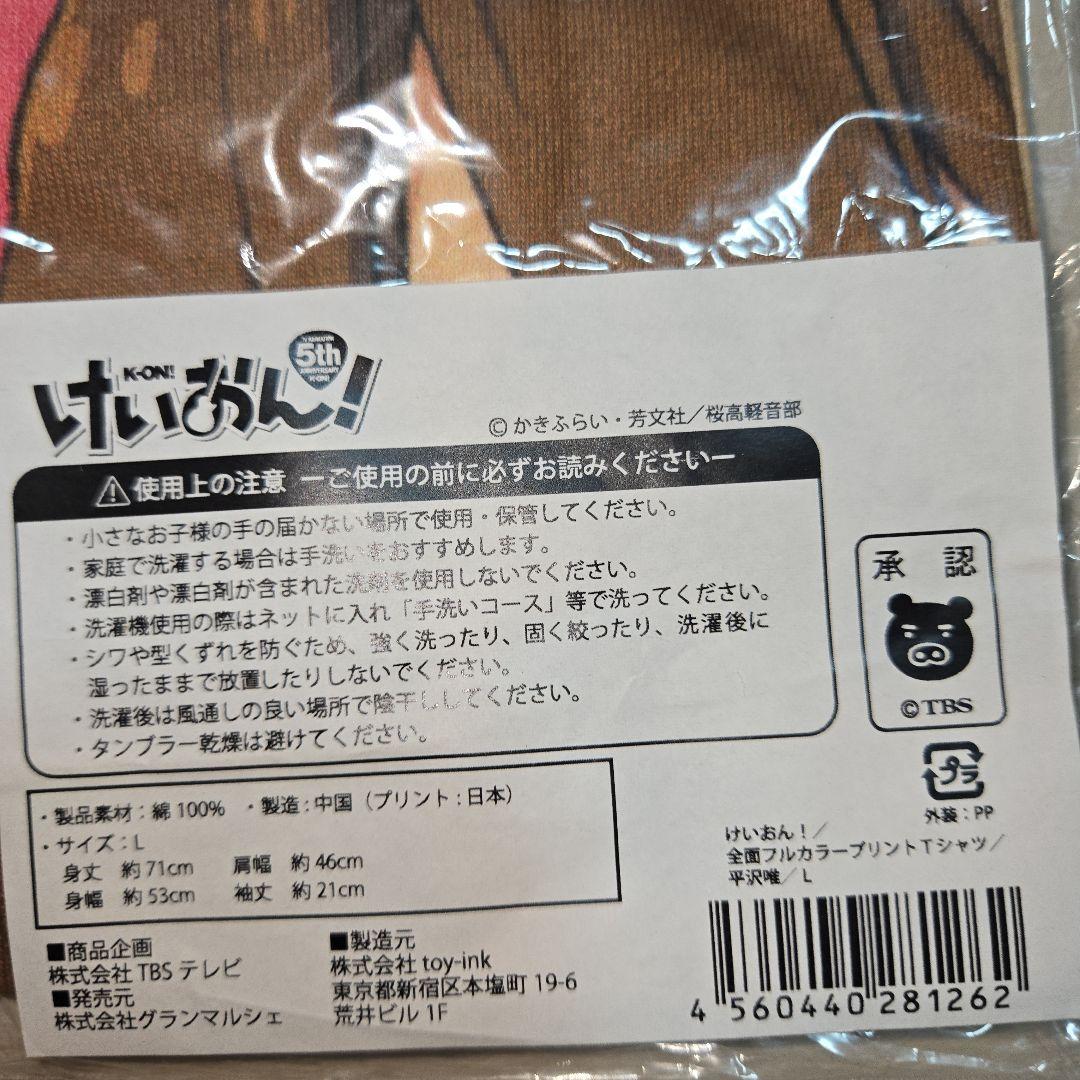 けいおん!
K-ON!
5th
ANNIVERSARY
K-ON!
©かきふらい・芳文社／桜高軽音部
使用上の注意 ーご使用の前に必ずお読みくださいー
・小さなお子様の手の届かない場所で使用・保管してください。
・家庭で洗濯する場合は手洗いをおすすめします。
・漂白剤や漂白剤が含まれた洗剤を使用しないでください。
・洗濯機使用の際はネットに入れ「手洗いコース」等で洗ってください。
・シワや型くずれを防ぐため、強く洗ったり、固く絞ったり、洗濯後に
湿ったままで放置したりしないでください。
・洗濯後は風通しの良い場所で陰干ししてください。
・タンブラー乾燥は避けてください。
承 認
©TBS
・製品素材：綿100% ・製造：中国（プリント：日本）
・サイズ：L
身丈 約71cm 肩幅 約46cm
身幅 約53cm 袖丈 約21cm
プラ
外装：PP
けいおん！／
全面フルカラープリントTシャツ／
平沢唯／L
■商品企画
株式会社TBSテレビ
■発売元
株式会社グランマルシェ
■製造元
株式会社toy-ink
東京都新宿区本塩町 19-6
荒井ビル 1F
4 560440 281262